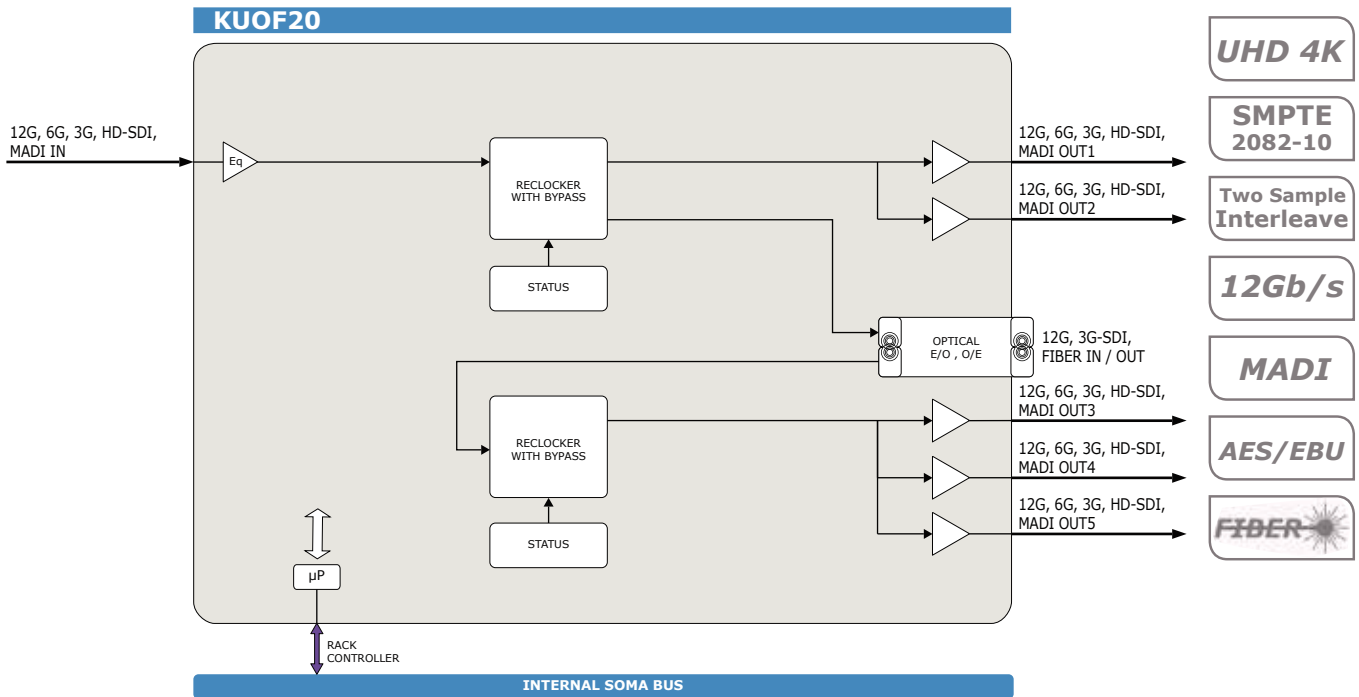 KUOF20
UHD 4K
SMPTE
2082-10
Two Sample
Interleave
12Gb/s
MADI
AES/EBU
FIBER
12G, 6G, 3G, HD-SDI,
MADI IN
Eq
RECLOCKER
WITH BYPASS
STATUS
12G, 6G, 3G, HD-SDI,
MADI OUT1
12G, 6G, 3G, HD-SDI,
MADI OUT2
OPTICAL
E/O , O/E
12G, 3G-SDI,
FIBER IN / OUT
RECLOCKER
WITH BYPASS
STATUS
12G, 6G, 3G, HD-SDI,
MADI OUT3
12G, 6G, 3G, HD-SDI,
MADI OUT4
12G, 6G, 3G, HD-SDI,
MADI OUT5
µP
RACK
CONTROLLER
INTERNAL SOMA BUS